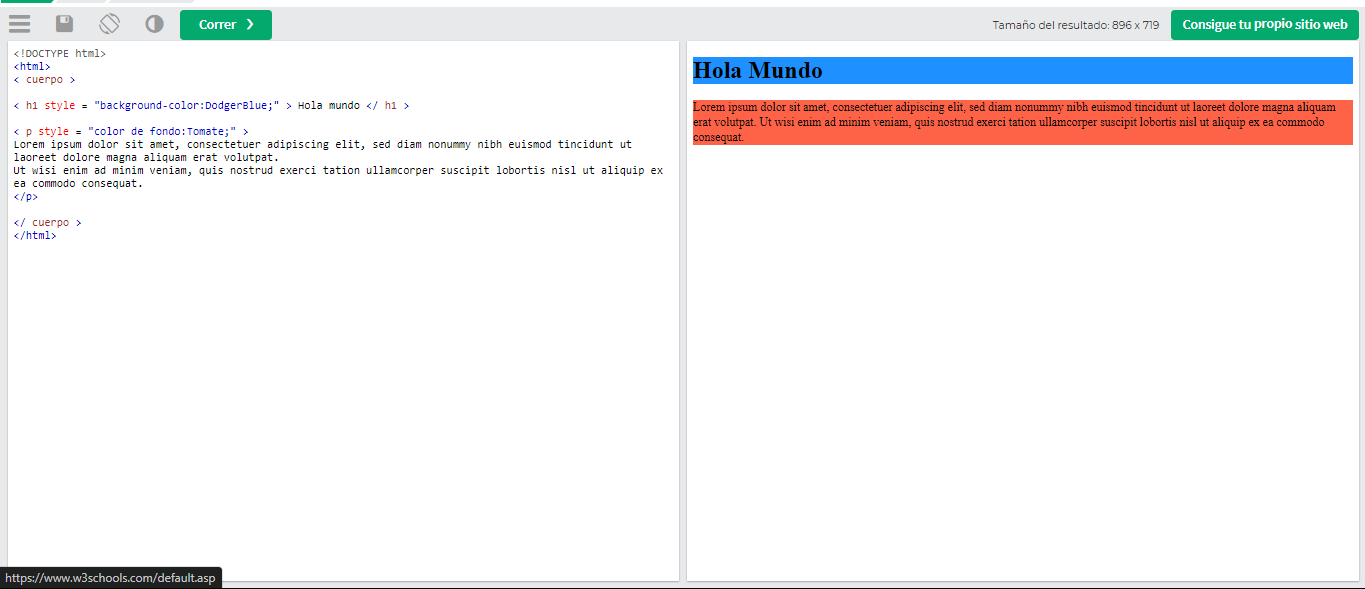 Correr ❯
Tamaño del resultado: 896 x 719
Consigue tu propio sitio web
<!DOCTYPE html>
<html>
< cuerpo >
< h1 style = "background-color:DodgerBlue;" > Hola mundo </ h1 >
< p style = "color de fondo:Tomate;" >
Lorem ipsum dolor sit amet, consectetuer adipiscing elit, sed diam nonummy nibh euismod tincidunt ut
laoreet dolore magna aliquam erat volutpat.
Ut wisi enim ad minim veniam, quis nostrud exerci tation ullamcorper suscipit lobortis nisl ut aliquip ex
ea commodo consequat.
</p>
</ cuerpo >
</html>
Hola Mundo
Lorem ipsum dolor sit amet, consectetuer adipiscing elit, sed diam nonummy nibh euismod tincidunt ut laoreet dolore magna aliquam
erat volutpat. Ut wisi enim ad minim veniam, quis nostrud exerci tation ullamcorper suscipit lobortis nisl ut aliquip ex ea commodo
consequat.
https://www.w3schools.com/default.asp